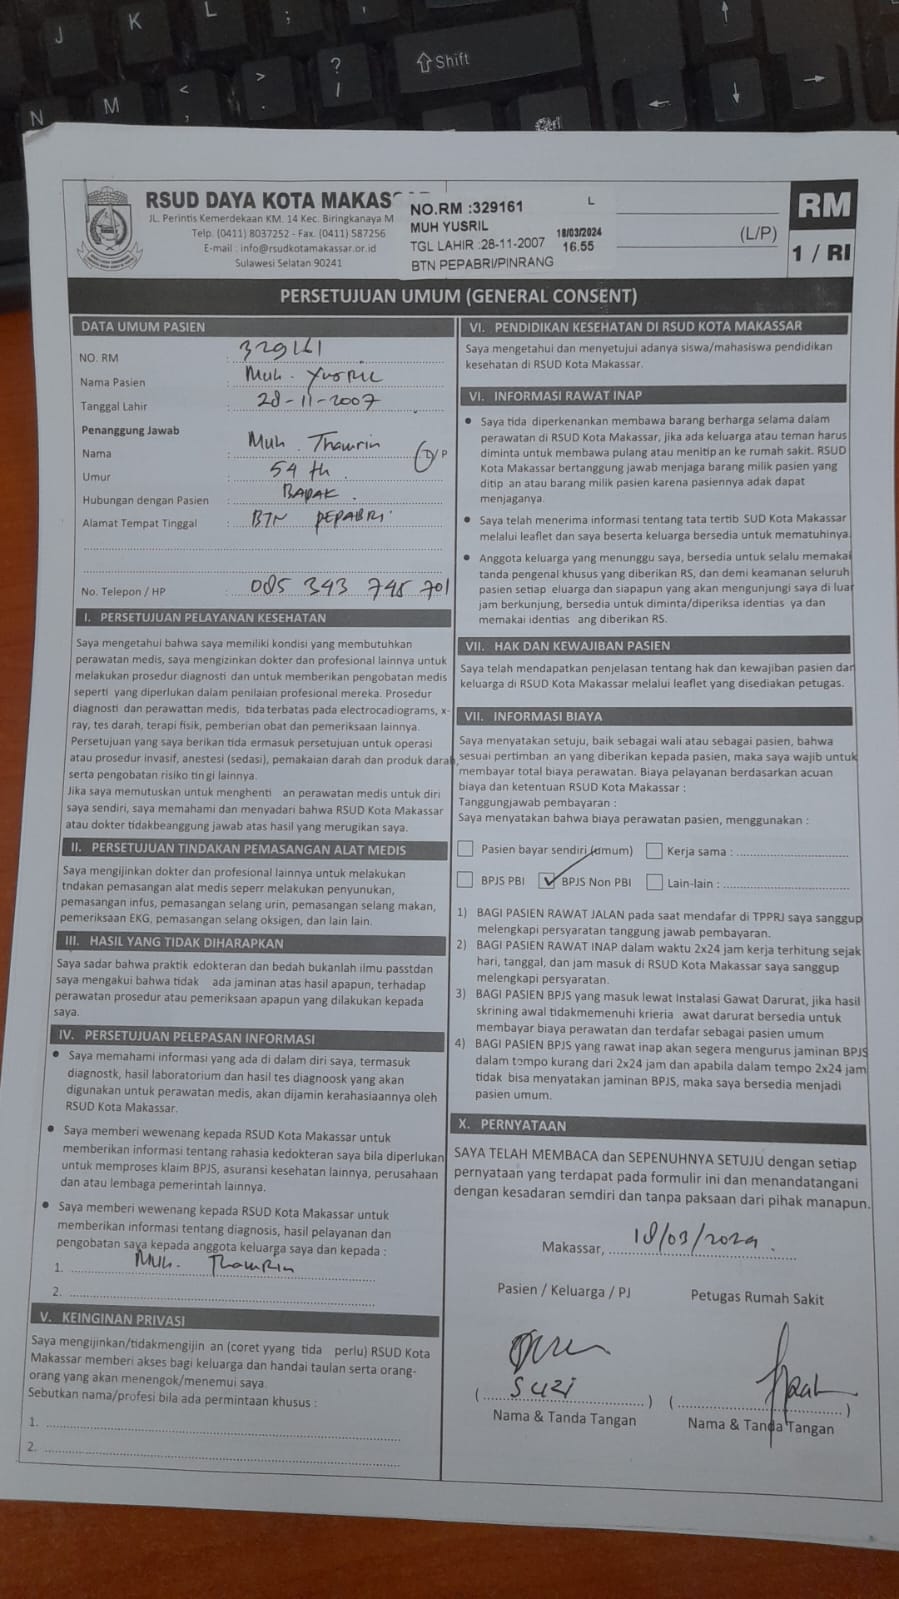 J K L ;
N M < , > . ? / ⇧ Shift
↑
← ↓ →
Ctrl
RSUD DAYA KOTA MAKAS
JL. Perintis Kemerdekaan KM. 14 Kec. Biringkanaya M
Telp. (0411) 8037252 - Fax. (0411) 587256
E-mail : info@rsudkotamakassar.or.id
Sulawesi Selatan 90241
NO.RM :329161 L
MUH YUSRIL 18/03/2024
TGL LAHIR :28-11-2007 16.55
BTN PEPABRI/PINRANG
(L/P)
RM
1 / RI
PERSETUJUAN UMUM (GENERAL CONSENT)
DATA UMUM PASIEN
NO. RM : 329161
Nama Pasien : Muh. Yusril
Tanggal Lahir : 28-11-2007
Penanggung Jawab
Nama : Muh. Thamrin L/P
Umur : 54 th
Hubungan dengan Pasien : BAPAK.
Alamat Tempat Tinggal : BTN PEPABRI
No. Telepon / HP : 085 343 745 701
I. PERSETUJUAN PELAYANAN KESEHATAN
Saya mengetahui bahwa saya memiliki kondisi yang membutuhkan
perawatan medis, saya mengizinkan dokter dan profesional lainnya untuk
melakukan prosedur diagnosti dan untuk memberikan pengobatan medis
seperti yang diperlukan dalam penilaian profesional mereka. Prosedur
diagnosti dan perawattan medis, tida terbatas pada electrocadiograms, x-
ray, tes darah, terapi fisik, pemberian obat dan pemeriksaan lainnya.
Persetujuan yang saya berikan tida ermasuk persetujuan untuk operasi
atau prosedur invasif, anestesi (sedasi), pemakaian darah dan produk darah,
serta pengobatan risiko tingi lainnya.
Jika saya memutuskan untuk menghenti an perawatan medis untuk diri
saya sendiri, saya memahami dan menyadari bahwa RSUD Kota Makassar
atau dokter tidakbeanggung jawab atas hasil yang merugikan saya.
II. PERSETUJUAN TINDAKAN PEMASANGAN ALAT MEDIS
Saya mengijinkan dokter dan profesional lainnya untuk melakukan
tndakan pemasangan alat medis seperr melakukan penyunukan,
pemasangan infus, pemasangan selang urin, pemasangan selang makan,
pemeriksaan EKG, pemasangan selang oksigen, dan lain lain.
III. HASIL YANG TIDAK DIHARAPKAN
Saya sadar bahwa praktik edokteran dan bedah bukanlah ilmu passtdan
saya mengakui bahwa tidak ada jaminan atas hasil apapun, terhadap
perawatan prosedur atau pemeriksaan apapun yang dilakukan kepada
saya.
IV. PERSETUJUAN PELEPASAN INFORMASI
• Saya memahami informasi yang ada di dalam diri saya, termasuk
diagnostk, hasil laboratorium dan hasil tes diagnoosk yang akan
digunakan untuk perawatan medis, akan dijamin kerahasiaannya oleh
RSUD Kota Makassar.
• Saya memberi wewenang kepada RSUD Kota Makassar untuk
memberikan informasi tentang rahasia kedokteran saya bila diperlukan
untuk memproses klaim BPJS, asuransi kesehatan lainnya, perusahaan
dan atau lembaga pemerintah lainnya.
• Saya memberi wewenang kepada RSUD Kota Makassar untuk
memberikan informasi tentang diagnosis, hasil pelayanan dan
pengobatan saya kepada anggota keluarga saya dan kepada :
1. Muh. Thamrin
2.
V. KEINGINAN PRIVASI
Saya mengijinkan/tidakmengijin an (coret yyang tida perlu) RSUD Kota
Makassar memberi akses bagi keluarga dan handai taulan serta orang-
orang yang akan menengok/menemui saya.
Sebutkan nama/profesi bila ada permintaan khusus :
1.
2.
VI. PENDIDIKAN KESEHATAN DI RSUD KOTA MAKASSAR
Saya mengetahui dan menyetujui adanya siswa/mahasiswa pendidikan
kesehatan di RSUD Kota Makassar.
VI. INFORMASI RAWAT INAP
• Saya tida diperkenankan membawa barang berharga selama dalam
perawatan di RSUD Kota Makassar, jika ada keluarga atau teman harus
diminta untuk membawa pulang atau menitip an ke rumah sakit. RSUD
Kota Makassar bertanggung jawab menjaga barang milik pasien yang
ditip an atau barang milik pasien karena pasiennya adak dapat
menjaganya.
• Saya telah menerima informasi tentang tata tertib SUD Kota Makassar
melalui leaflet dan saya beserta keluarga bersedia untuk mematuhinya.
• Anggota keluarga yang menunggu saya, bersedia untuk selalu memakai
tanda pengenal khusus yang diberikan RS, dan demi keamanan seluruh
pasien setiap eluarga dan siapapun yang akan mengunjungi saya di luar
jam berkunjung, bersedia untuk diminta/diperiksa identias ya dan
memakai identias ang diberikan RS.
VII. HAK DAN KEWAJIBAN PASIEN
Saya telah mendapatkan penjelasan tentang hak dan kewajiban pasien dan
keluarga di RSUD Kota Makassar melalui leaflet yang disediakan petugas.
VII. INFORMASI BIAYA
Saya menyatakan setuju, baik sebagai wali atau sebagai pasien, bahwa
sesuai pertimban an yang diberikan kepada pasien, maka saya wajib untuk
membayar total biaya perawatan. Biaya pelayanan berdasarkan acuan
biaya dan ketentuan RSUD Kota Makassar :
Tanggungjawab pembayaran :
Saya menyatakan bahwa biaya perawatan pasien, menggunakan :
Pasien bayar sendiri (umum) Kerja sama :
BPJS PBI ✓ BPJS Non PBI Lain-lain :
1) BAGI PASIEN RAWAT JALAN pada saat mendafar di TPPRJ saya sanggup
melengkapi persyaratan tanggung jawab pembayaran.
2) BAGI PASIEN RAWAT INAP dalam waktu 2x24 jam kerja terhitung sejak
hari, tanggal, dan jam masuk di RSUD Kota Makassar saya sanggup
melengkapi persyaratan.
3) BAGI PASIEN BPJS yang masuk lewat Instalasi Gawat Darurat, jika hasil
skrining awal tidakmemenuhi krieria awat darurat bersedia untuk
membayar biaya perawatan dan terdafar sebagai pasien umum
4) BAGI PASIEN BPJS yang rawat inap akan segera mengurus jaminan BPJS
dalam tempo kurang dari 2x24 jam dan apabila dalam tempo 2x24 jam
tidak bisa menyatakan jaminan BPJS, maka saya bersedia menjadi
pasien umum.
X. PERNYATAAN
SAYA TELAH MEMBACA dan SEPENUHNYA SETUJU dengan setiap
pernyataan yang terdapat pada formulir ini dan menandatangani
dengan kesadaran semdiri dan tanpa paksaan dari pihak manapun.
Makassar, 18/03/2024.
Pasien / Keluarga / PJ Petugas Rumah Sakit
( SUZI ) ( )
Nama & Tanda Tangan Nama & Tanda Tangan